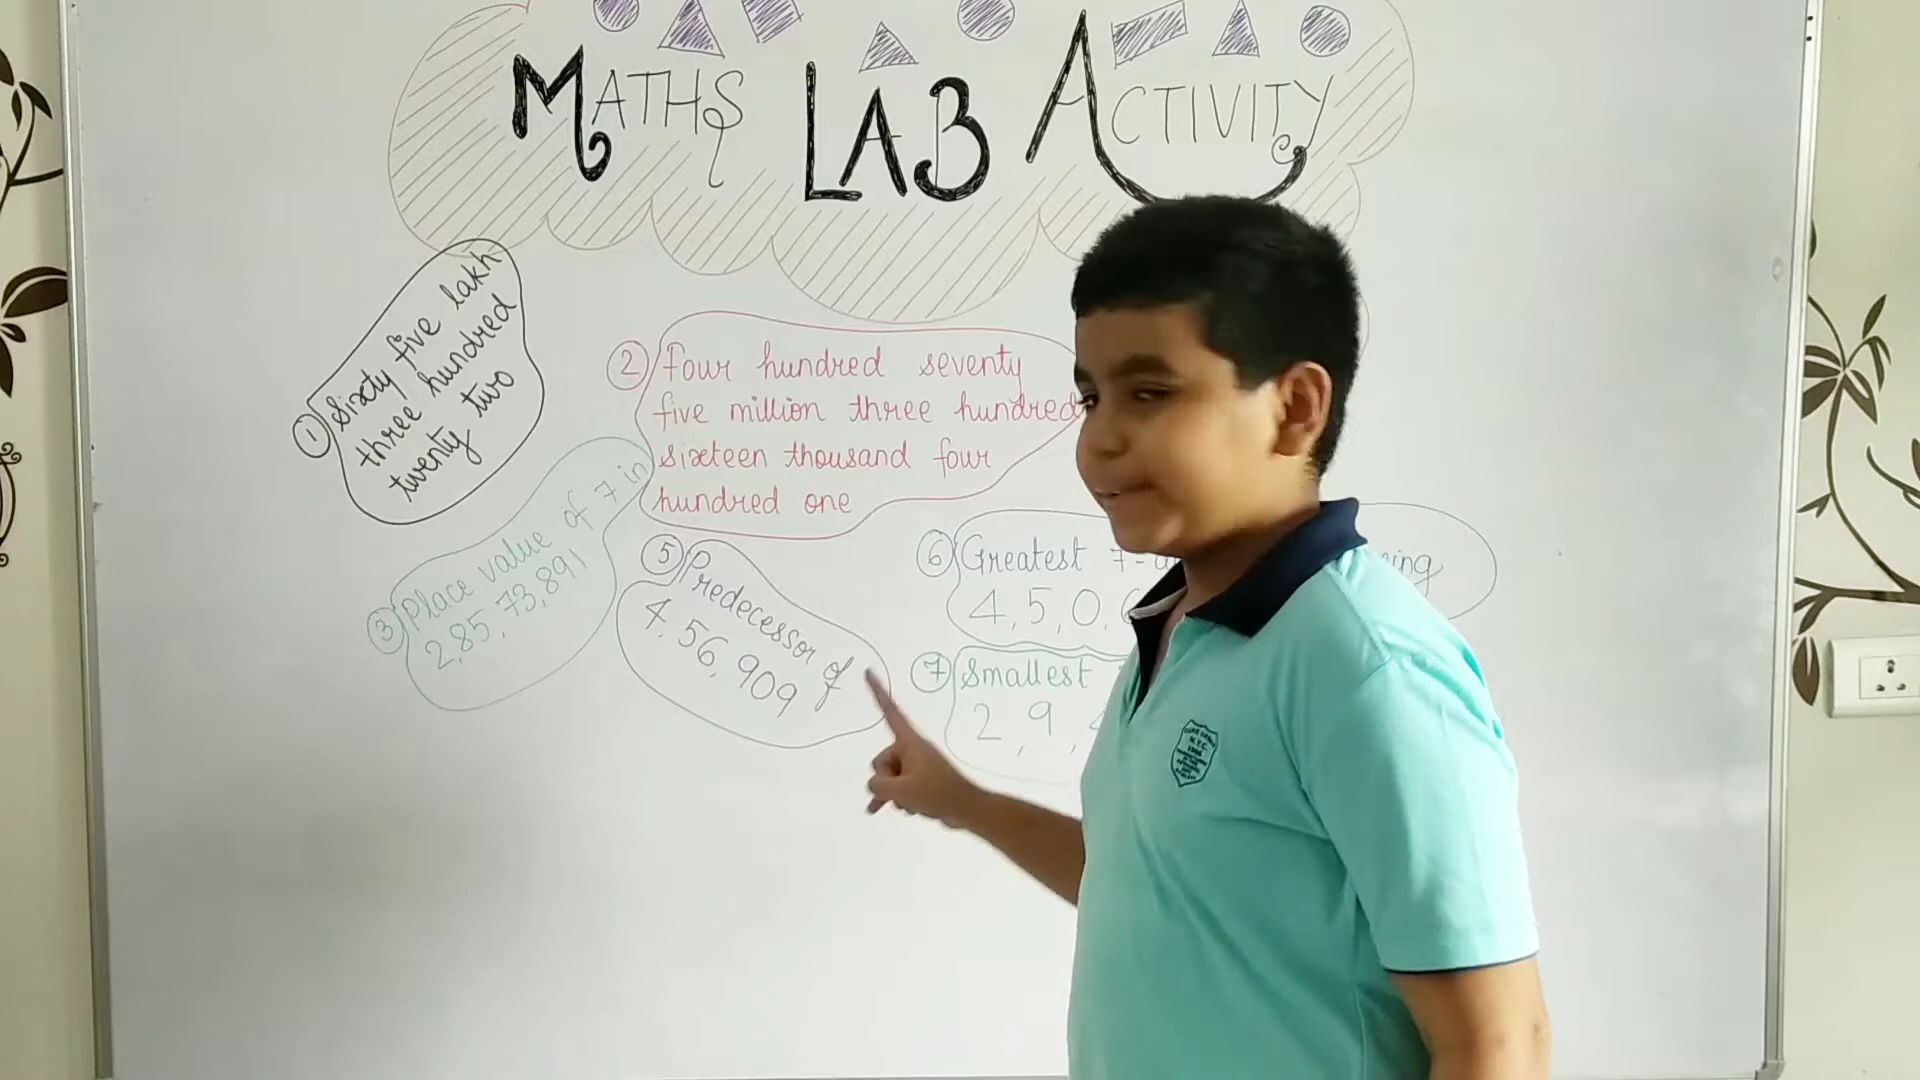 MATHS LAB ACTIVITY
① Sixty five lakh
three hundred
twenty two
② Four hundred seventy
five million three hundred
sixteen thousand four
hundred one
③ Place value of 7 in
2,85,73,891
⑤ Predecessor of
4,56,909
⑥ Greatest 7-
4,5,0,6
⑦ Smallest
2,9,
N.Y.C.